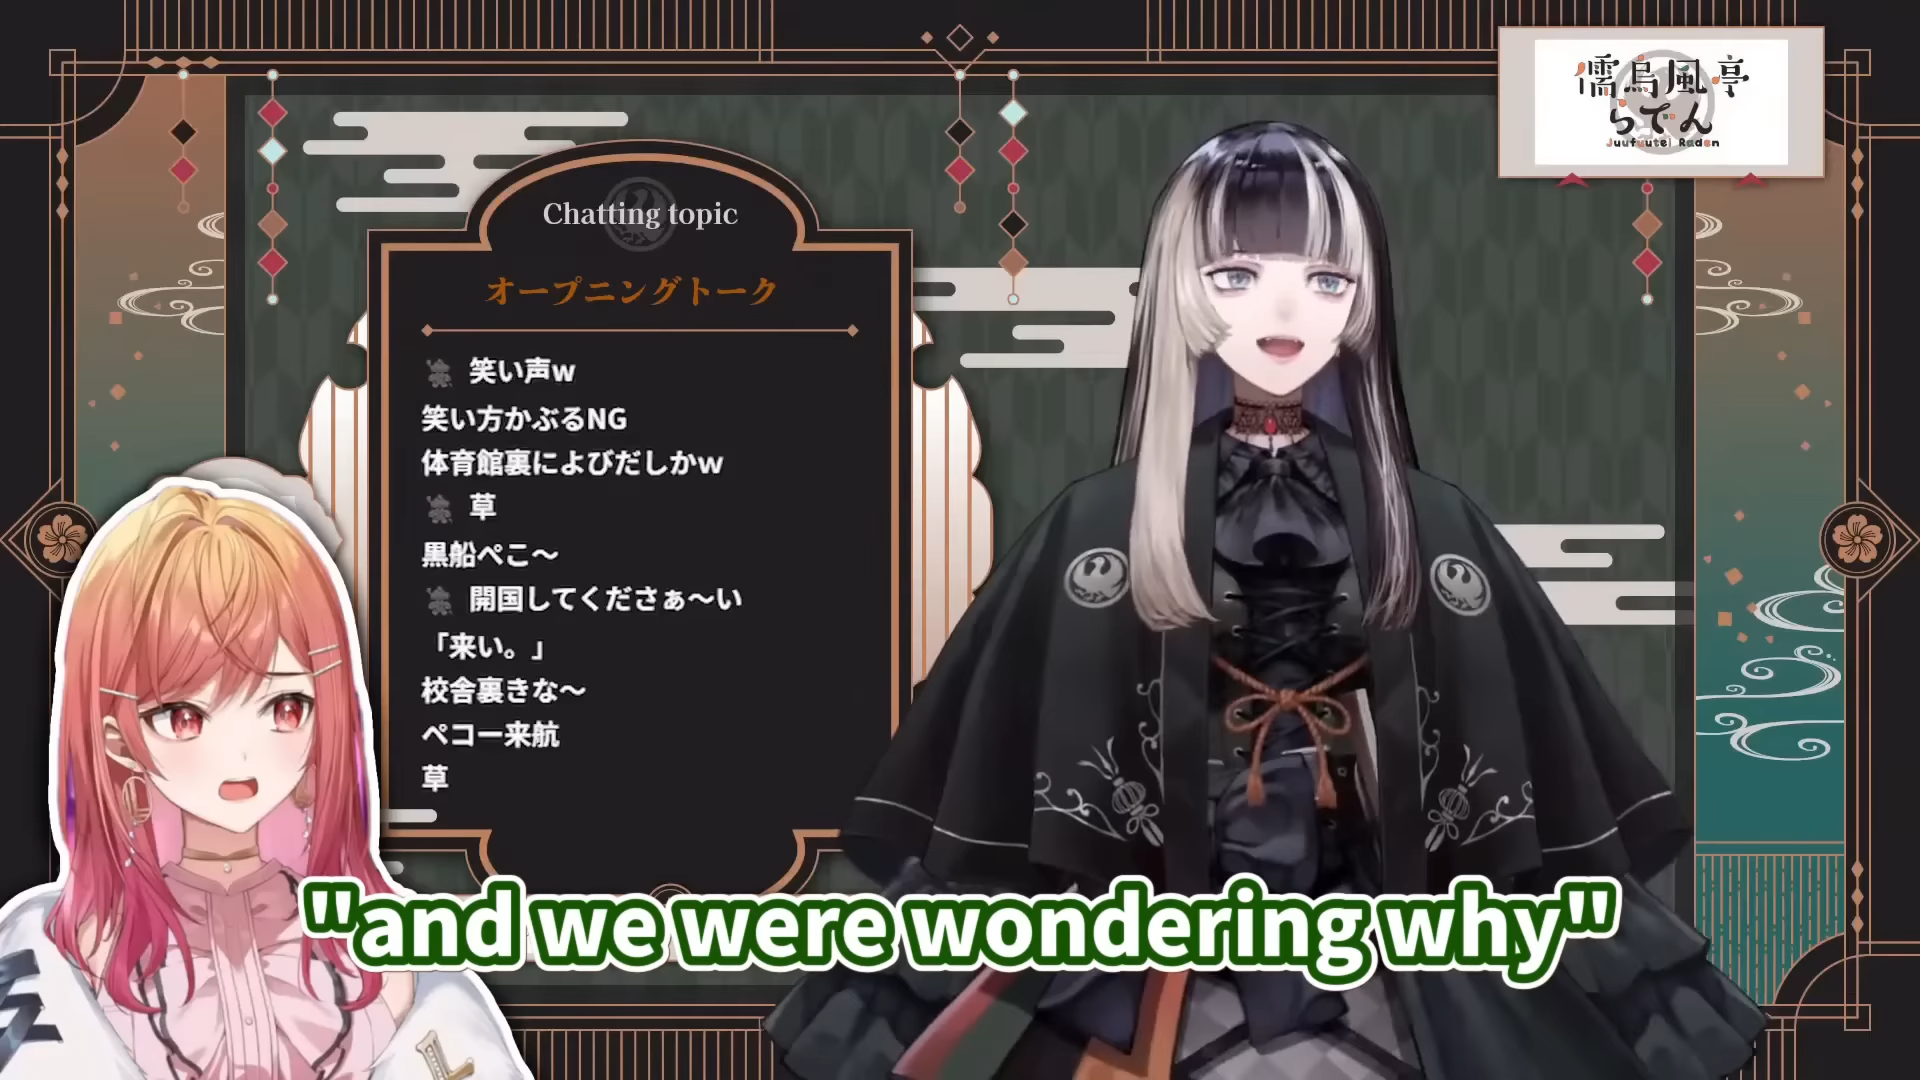 儒烏風亭
らでん
Juufuutei Raden
Chatting topic
オープニングトーク
笑い声w
笑い方かぶるNG
体育館裏によびだしかw
草
黒船ぺこ〜
開国してくださぁ〜い
「来い。」
校舎裏きな〜
ペコー来航
草
"and we were wondering why"